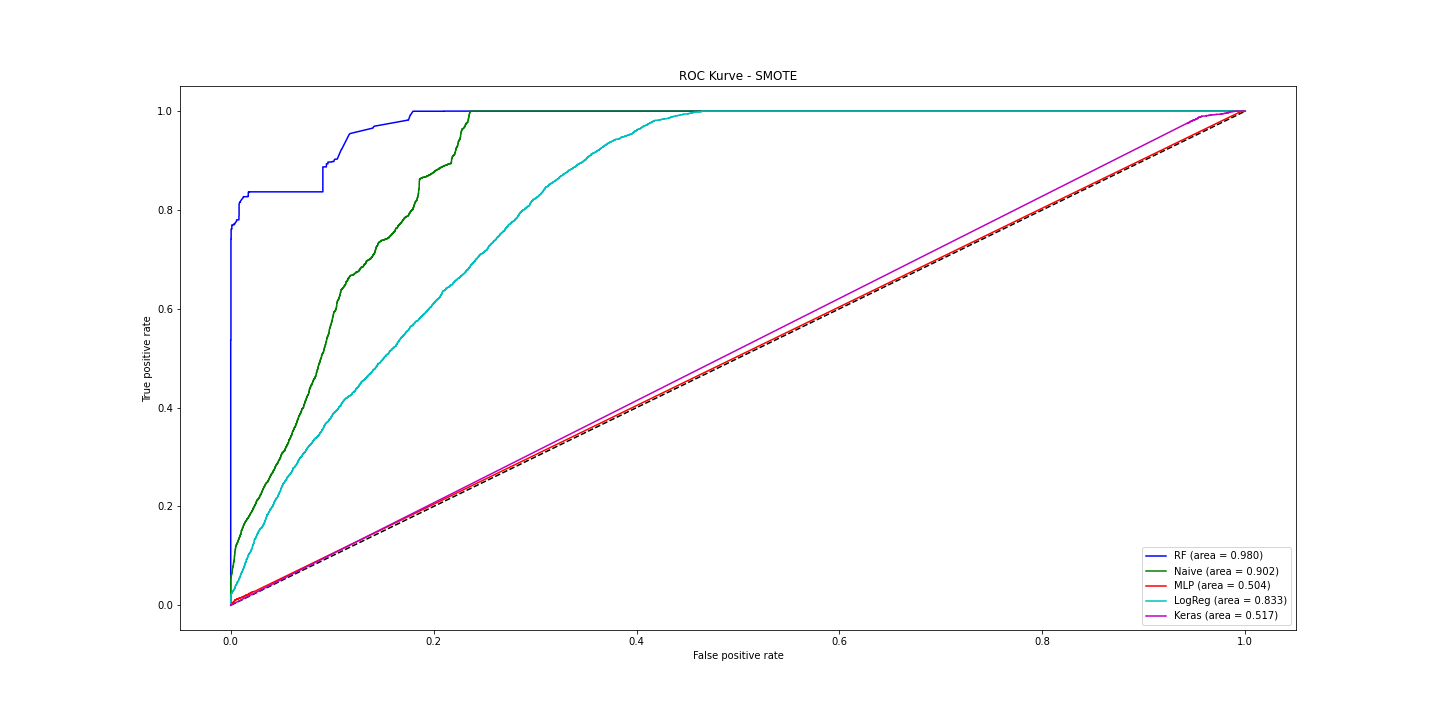 ROC Kurve - SMOTE
1.0
0.8
0.6
0.4
0.2
0.0
True positive rate
0.0 0.2 0.4 0.6 0.8 1.0
False positive rate
RF (area = 0.980)
Naive (area = 0.902)
MLP (area = 0.504)
LogReg (area = 0.833)
Keras (area = 0.517)